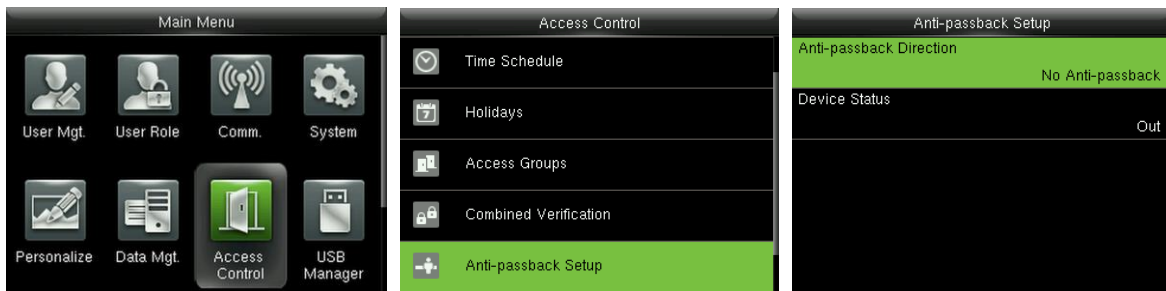 Main Menu
User Mgt.
User Role
Comm.
System
Personalize
Data Mgt.
Access
Control
USB
Manager
Access Control
Time Schedule
7
Holidays
Access Groups
Combined Verification
Anti-passback Setup
Anti-passback Setup
Anti-passback Direction
No Anti-passback
Device Status
Out